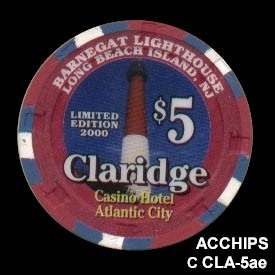 BARNEGAT LIGHTHOUSE
LONG BEACH ISLAND, NJ
LIMITED
EDITION
2000
$5
Claridge
Casino Hotel
Atlantic City
ACCHIPS
C CLA-5ae